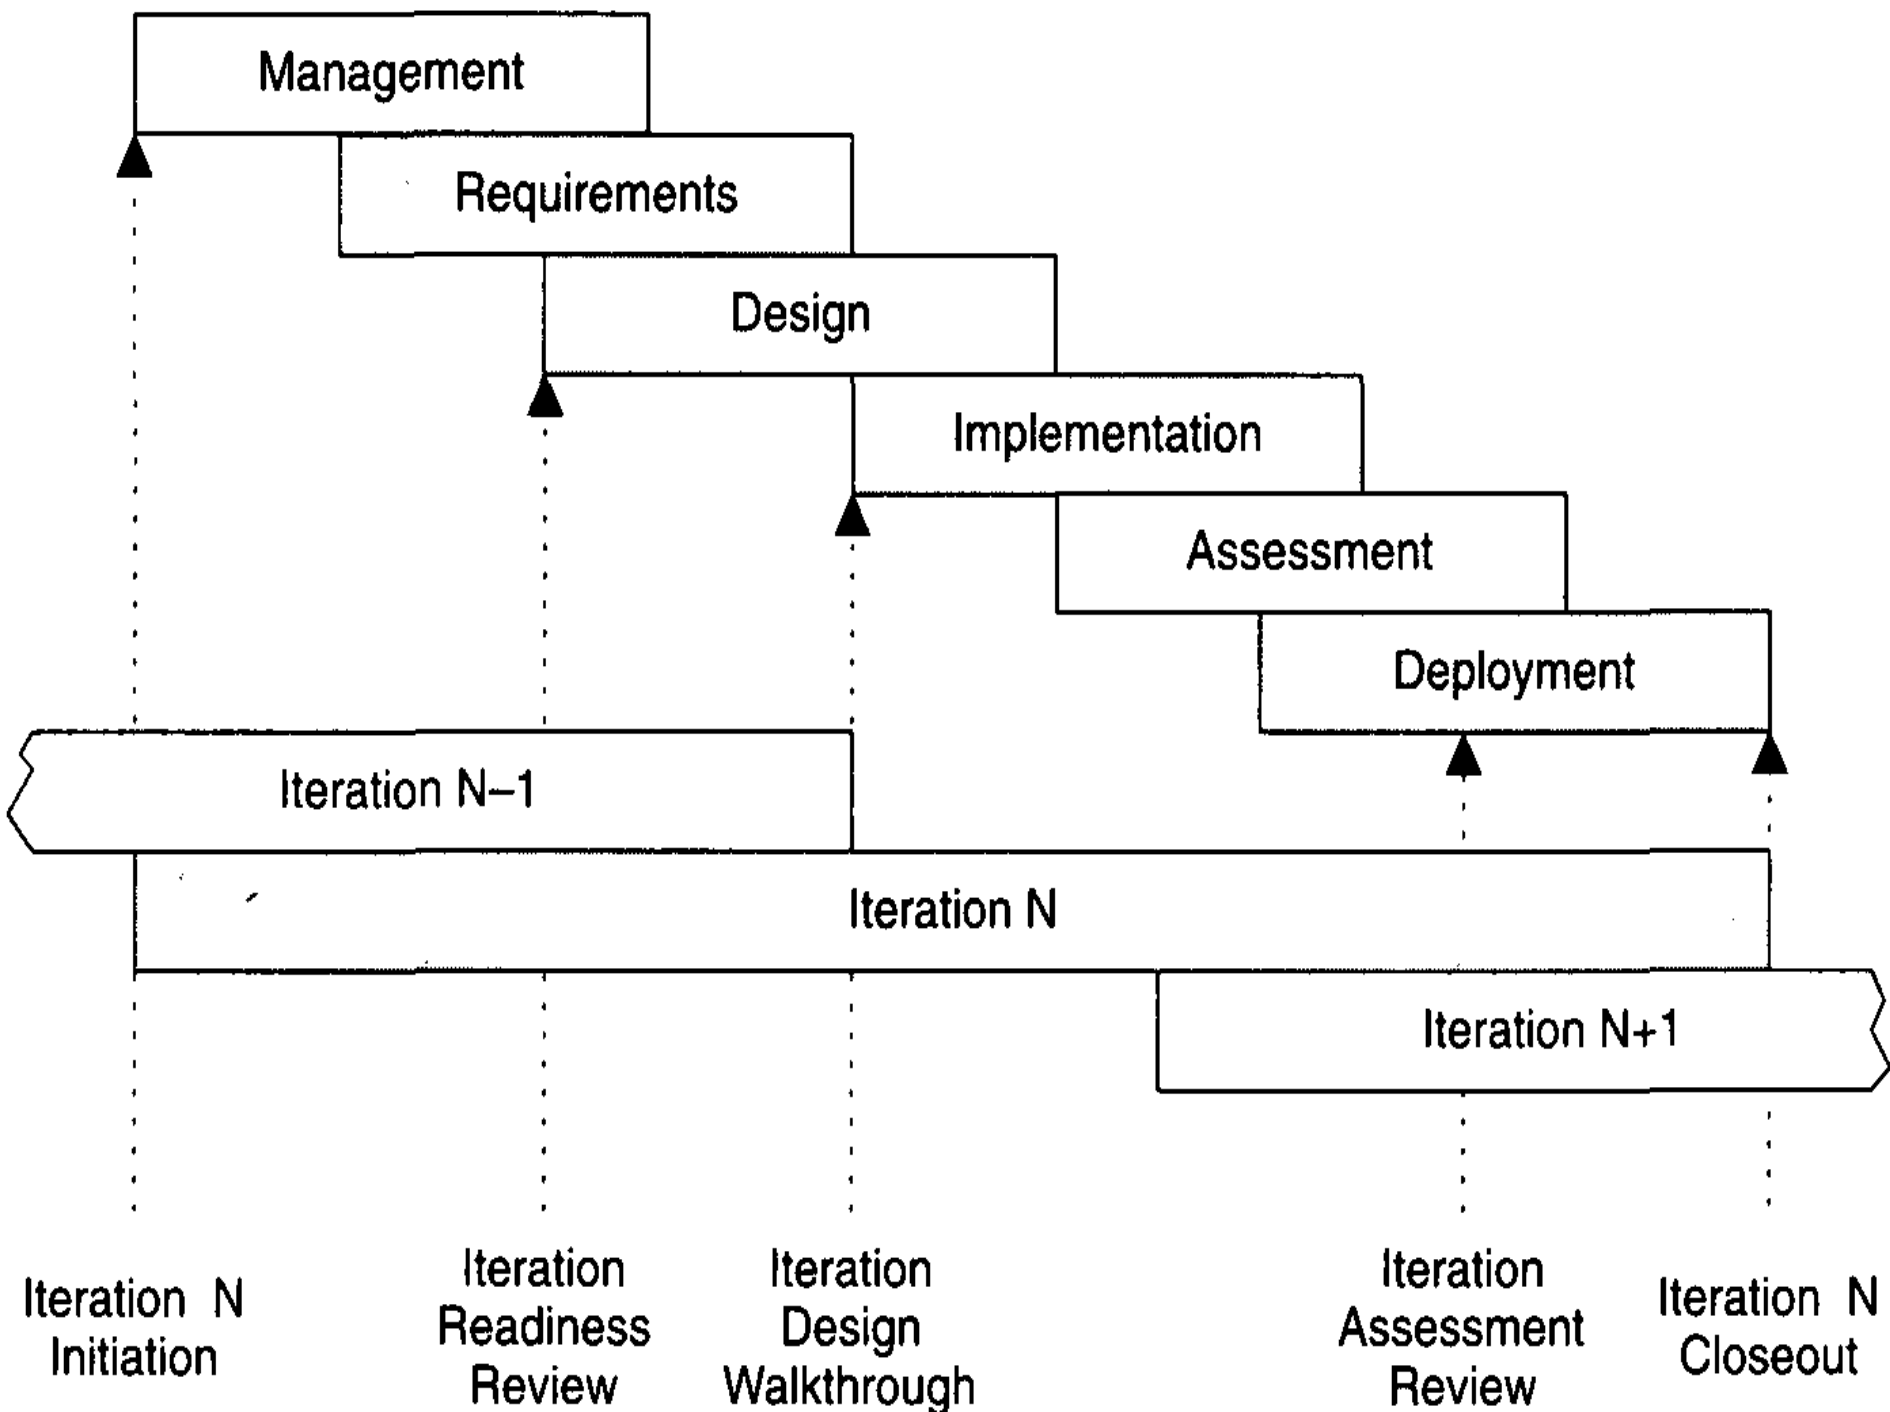 Management
Requirements
Design
Implementation
Assessment
Deployment
Iteration N–1
Iteration N
Iteration N+1
Iteration N
Initiation
Iteration
Readiness
Review
Iteration
Design
Walkthrough
Iteration
Assessment
Review
Iteration N
Closeout